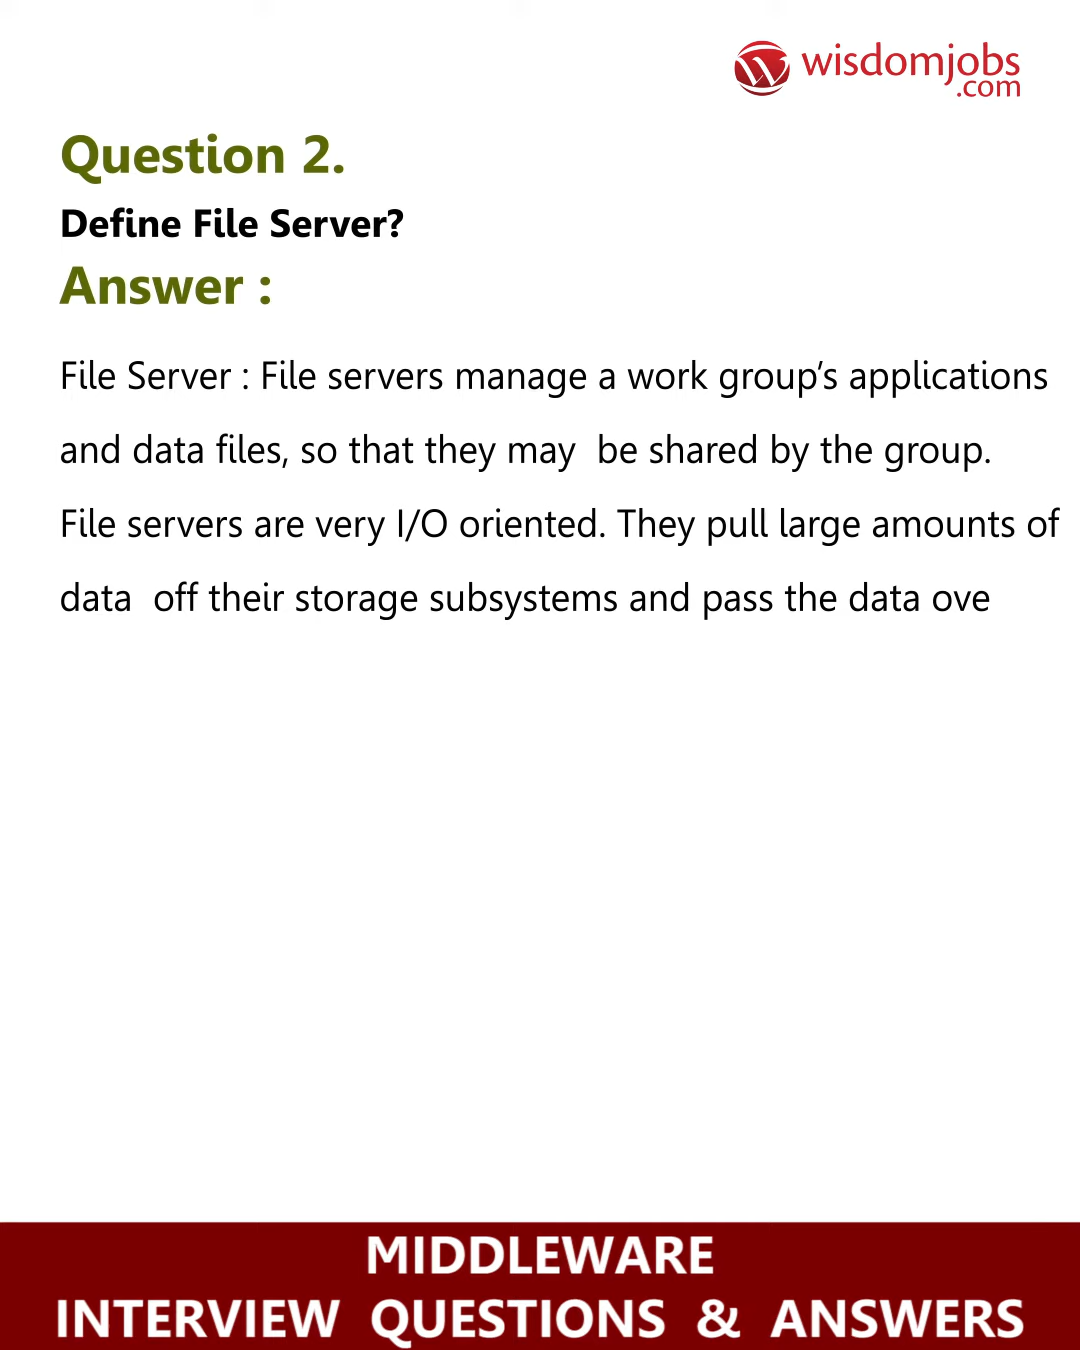 wisdomjobs
.com
Question 2.
Define File Server?
Answer :
File Server : File servers manage a work group’s applications
and data files, so that they may  be shared by the group.
File servers are very I/O oriented. They pull large amounts of
data  off their storage subsystems and pass the data ove
MIDDLEWARE
INTERVIEW QUESTIONS & ANSWERS